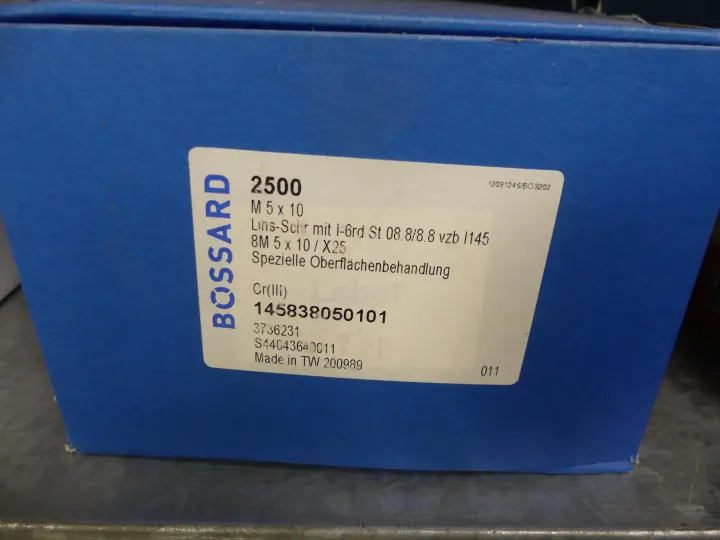 BOSSARD
2500
12091545/BOS202
M 5 x 10
Lins-Schr mit I-6rd St 08.8/8.8 vzb I145
8M 5 x 10 / X25
Spezielle Oberflächenbehandlung
Cr(III)
145838050101
3736231
S44043640011
Made in TW 200989
011